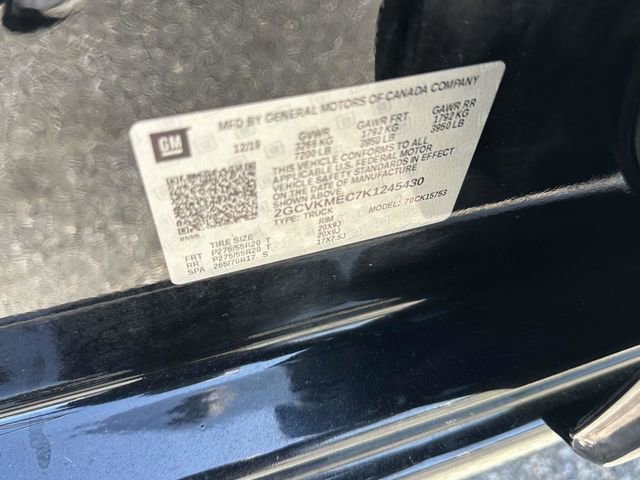 MFD BY GENERAL MOTORS OF CANADA COMPANY
GM
12/19 GVWR GAWR FRT GAWR RR
3266 KG 1792 KG 1792 KG
7200 LB 3950 LB 3950 LB
THIS VEHICLE CONFORMS TO ALL
APPLICABLE U.S. FEDERAL MOTOR
VEHICLE SAFETY STANDARDS IN EFFECT
ON THE DATE OF MANUFACTURE
2GCVKMEC7K1245430
TYPE: TRUCK MODEL: 70CK15753
TIRE SIZE RIM
FRT P275/55R20 T 20X9J
RR P275/55R20 T 20X9J
SPA 265/70R17 S 17X7.5J